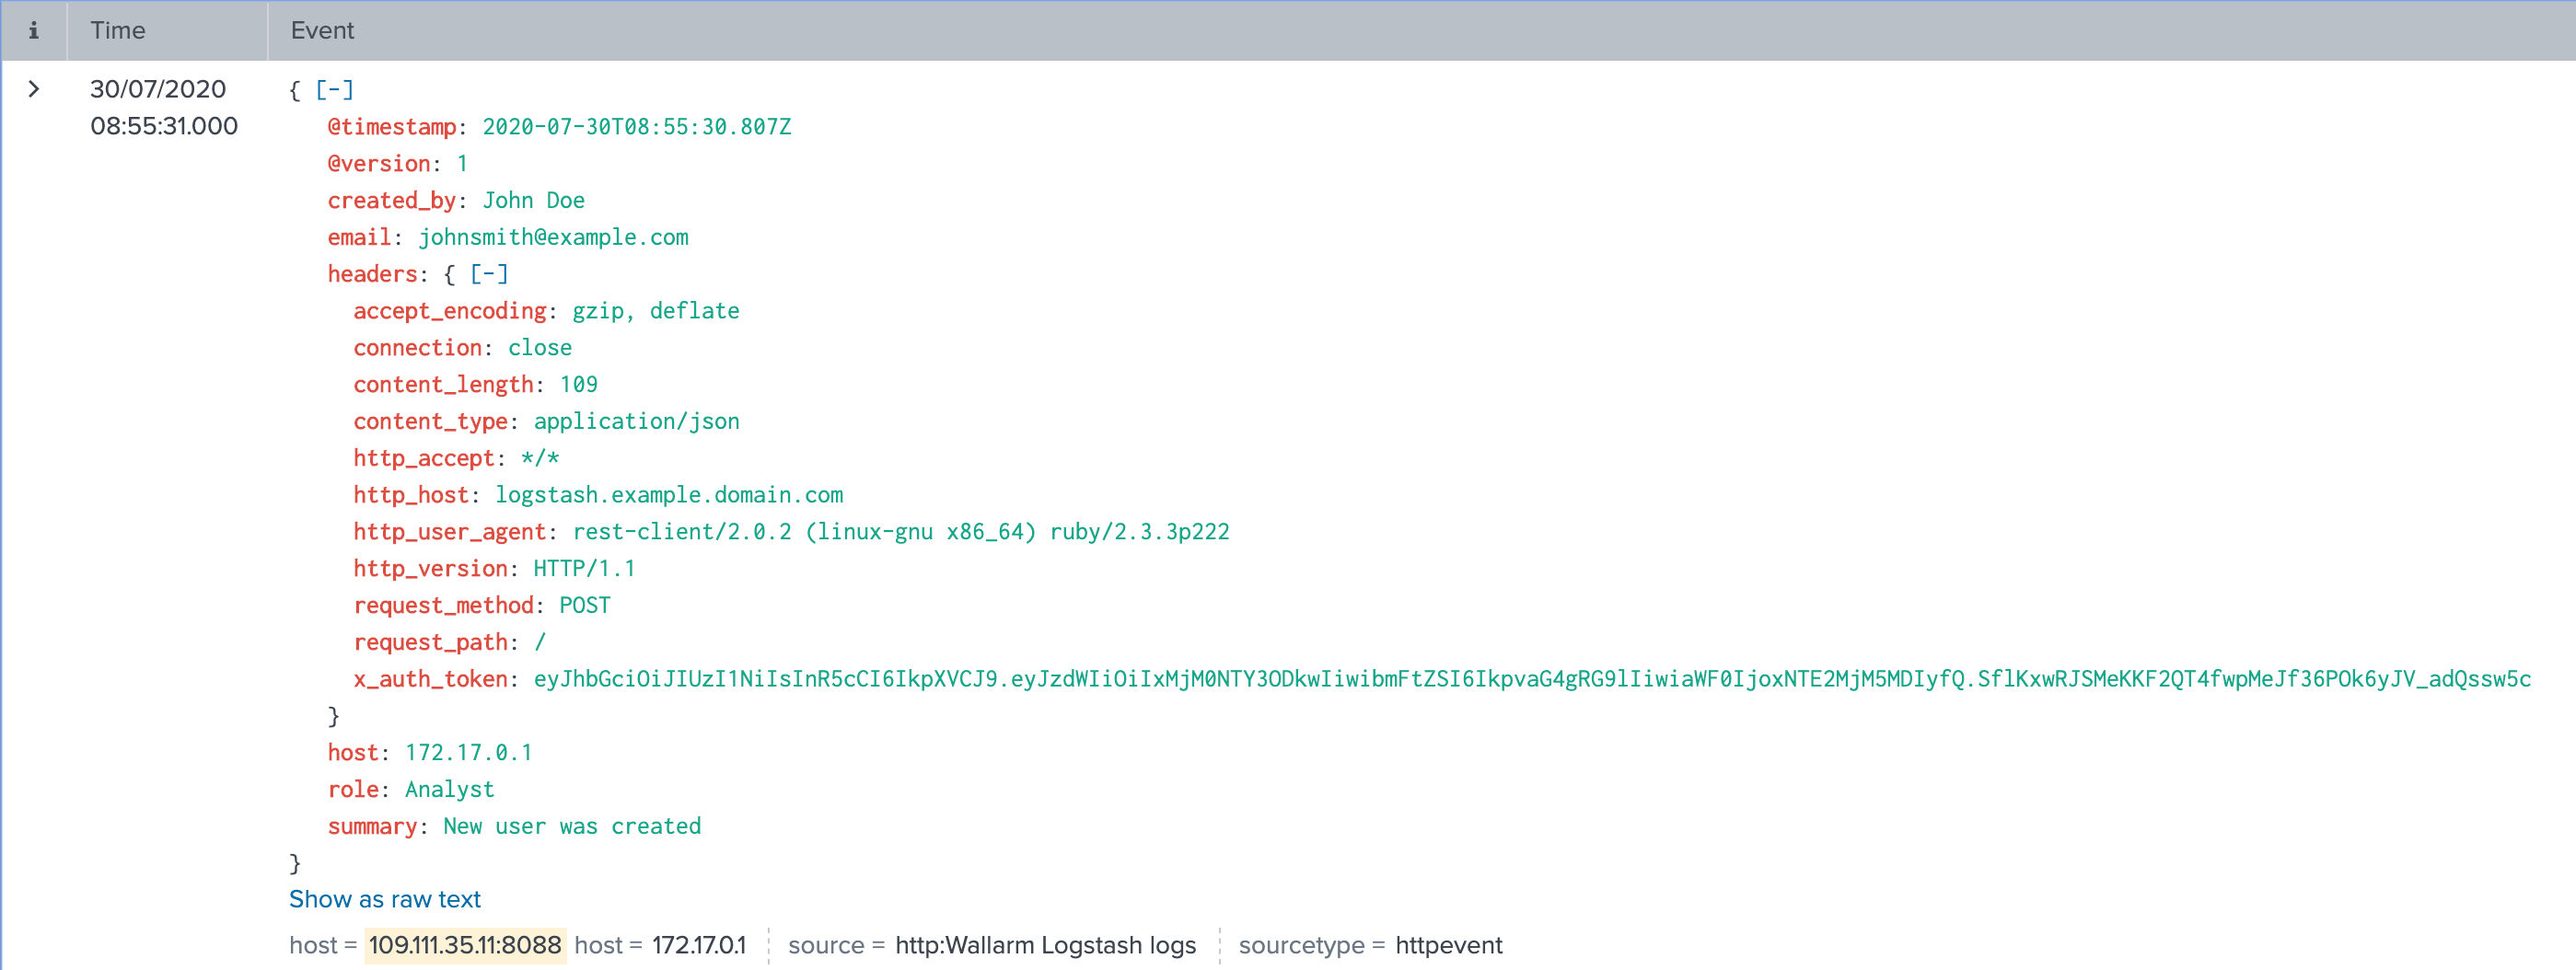 i Time Event
30/07/2020 { [-]
08:55:31.000 @timestamp: 2020-07-30T08:55:30.807Z
@version: 1
created_by: John Doe
email: johnsmith@example.com
headers: { [-]
accept_encoding: gzip, deflate
connection: close
content_length: 109
content_type: application/json
http_accept: */*
http_host: logstash.example.domain.com
http_user_agent: rest-client/2.0.2 (linux-gnu x86_64) ruby/2.3.3p222
http_version: HTTP/1.1
request_method: POST
request_path: /
x_auth_token: eyJhbGciOiJIUzI1NiIsInR5cCI6IkpXVCJ9.eyJzdWIiOiIxMjM0NTY3ODkwIiwibmFtZSI6IkpvaG4gRG9lIiwiaWF0IjoxNTE2MjM5MDIyfQ.SflKxwRJSMeKKF2QT4fwpMeJf36POk6yJV_adQssw5c
}
host: 172.17.0.1
role: Analyst
summary: New user was created
}
Show as raw text
host = 109.111.35.11:8088 host = 172.17.0.1 source = http:Wallarm Logstash logs sourcetype = httpevent